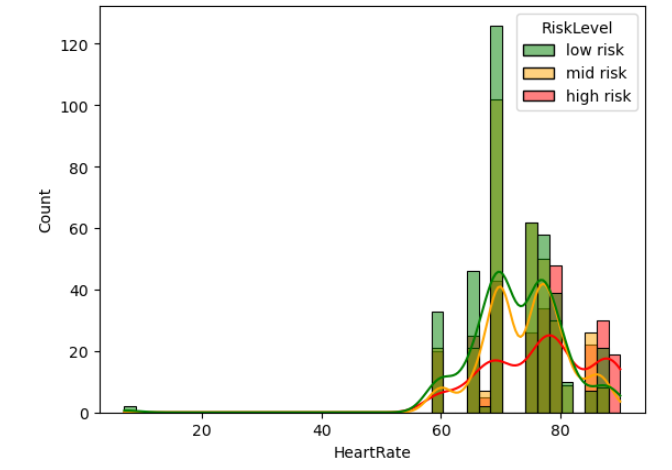 RiskLevel
low risk
mid risk
high risk
120
100
80
60
40
20
0
Count
20 40 60 80
HeartRate